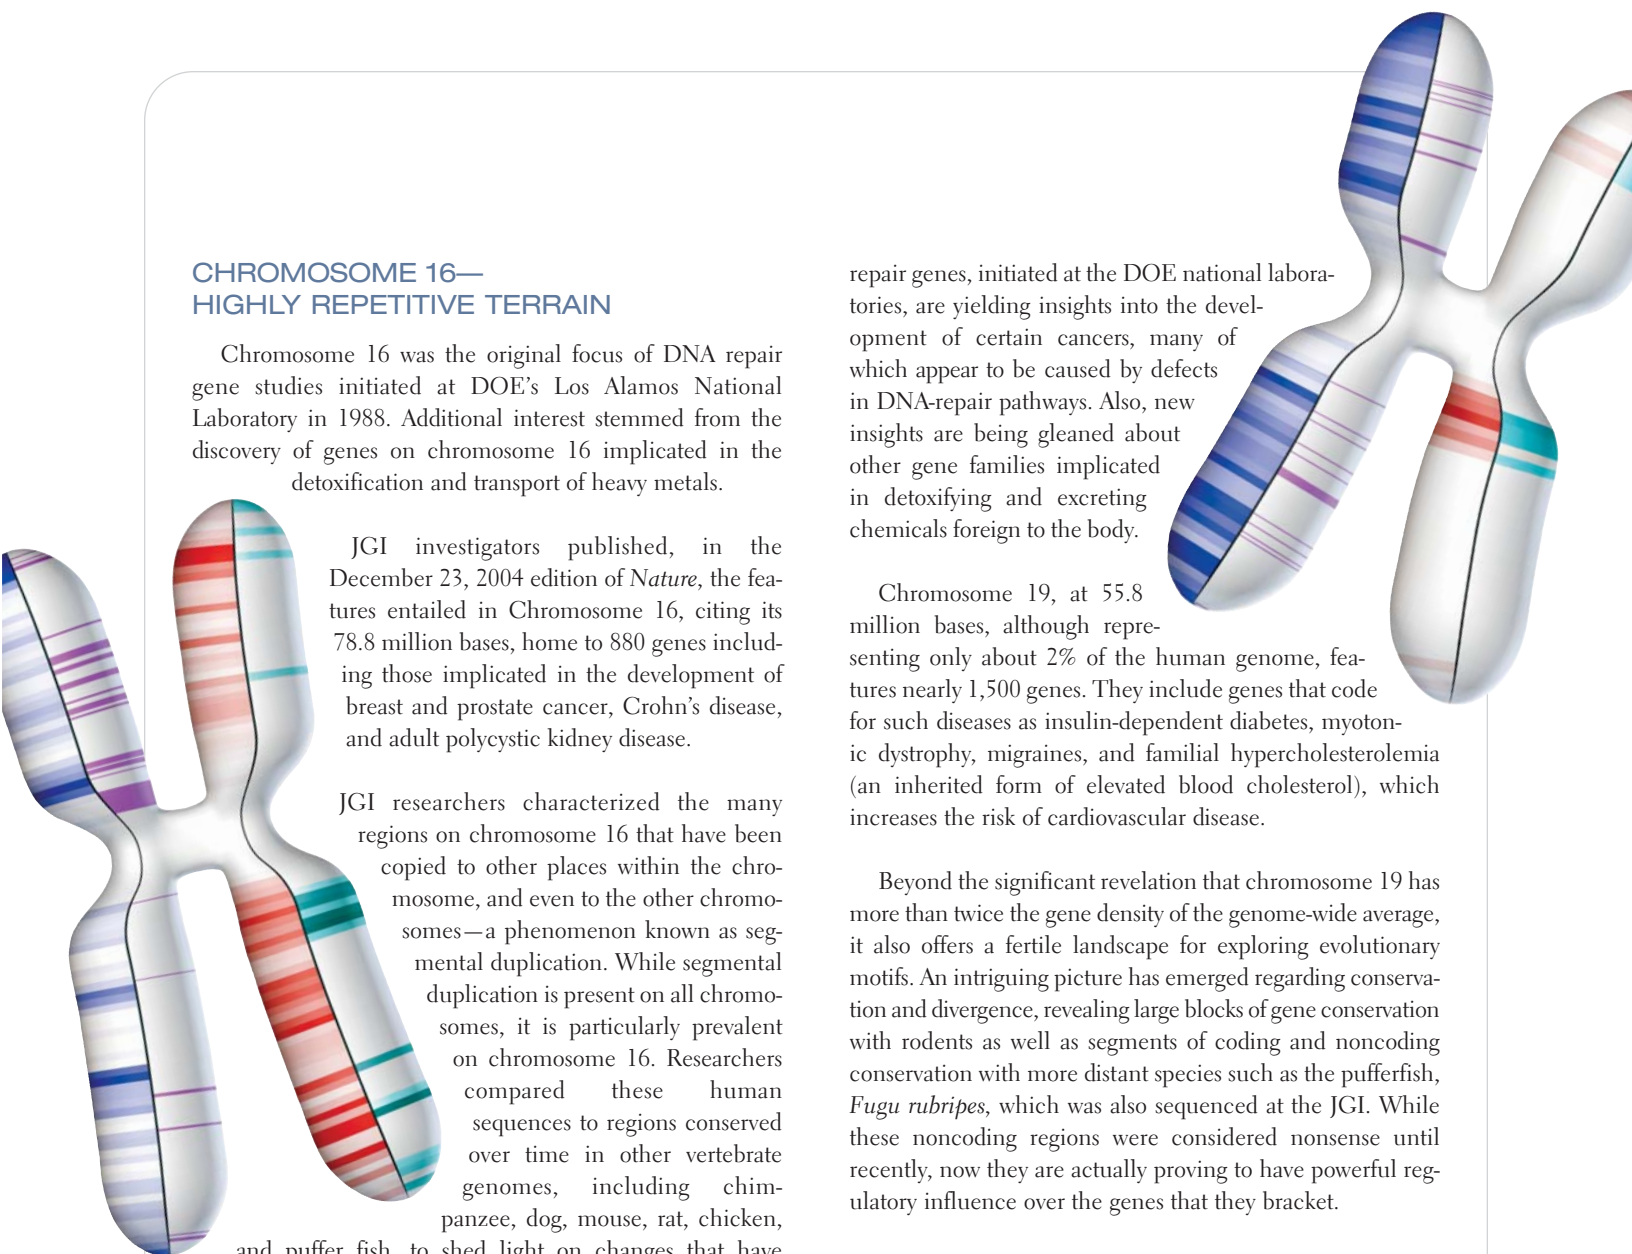 CHROMOSOME 16—
HIGHLY REPETITIVE TERRAIN
Chromosome 16 was the original focus of DNA repair
gene studies initiated at DOE’s Los Alamos National
Laboratory in 1988. Additional interest stemmed from the
discovery of genes on chromosome 16 implicated in the
detoxification and transport of heavy metals.
JGI investigators published, in the
December 23, 2004 edition of Nature, the fea-
tures entailed in Chromosome 16, citing its
78.8 million bases, home to 880 genes includ-
ing those implicated in the development of
breast and prostate cancer, Crohn’s disease,
and adult polycystic kidney disease.
JGI researchers characterized the many
regions on chromosome 16 that have been
copied to other places within the chro-
mosome, and even to the other chromo-
somes—a phenomenon known as seg-
mental duplication. While segmental
duplication is present on all chromo-
somes, it is particularly prevalent
on chromosome 16. Researchers
compared these human
sequences to regions conserved
over time in other vertebrate
genomes, including chim-
panzee, dog, mouse, rat, chicken,
and puffer fish, to shed light on changes that have
repair genes, initiated at the DOE national labora-
tories, are yielding insights into the devel-
opment of certain cancers, many of
which appear to be caused by defects
in DNA-repair pathways. Also, new
insights are being gleaned about
other gene families implicated
in detoxifying and excreting
chemicals foreign to the body.
Chromosome 19, at 55.8
million bases, although repre-
senting only about 2% of the human genome, fea-
tures nearly 1,500 genes. They include genes that code
for such diseases as insulin-dependent diabetes, myoton-
ic dystrophy, migraines, and familial hypercholesterolemia
(an inherited form of elevated blood cholesterol), which
increases the risk of cardiovascular disease.
Beyond the significant revelation that chromosome 19 has
more than twice the gene density of the genome-wide average,
it also offers a fertile landscape for exploring evolutionary
motifs. An intriguing picture has emerged regarding conserva-
tion and divergence, revealing large blocks of gene conservation
with rodents as well as segments of coding and noncoding
conservation with more distant species such as the pufferfish,
Fugu rubripes, which was also sequenced at the JGI. While
these noncoding regions were considered nonsense until
recently, now they are actually proving to have powerful reg-
ulatory influence over the genes that they bracket.